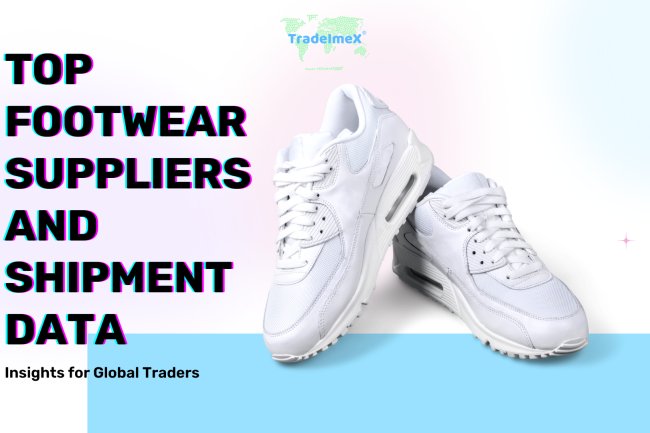 TradeImeX®
TOP
FOOTWEAR
SUPPLIERS
AND
SHIPMENT
DATA
Insights for Global Traders